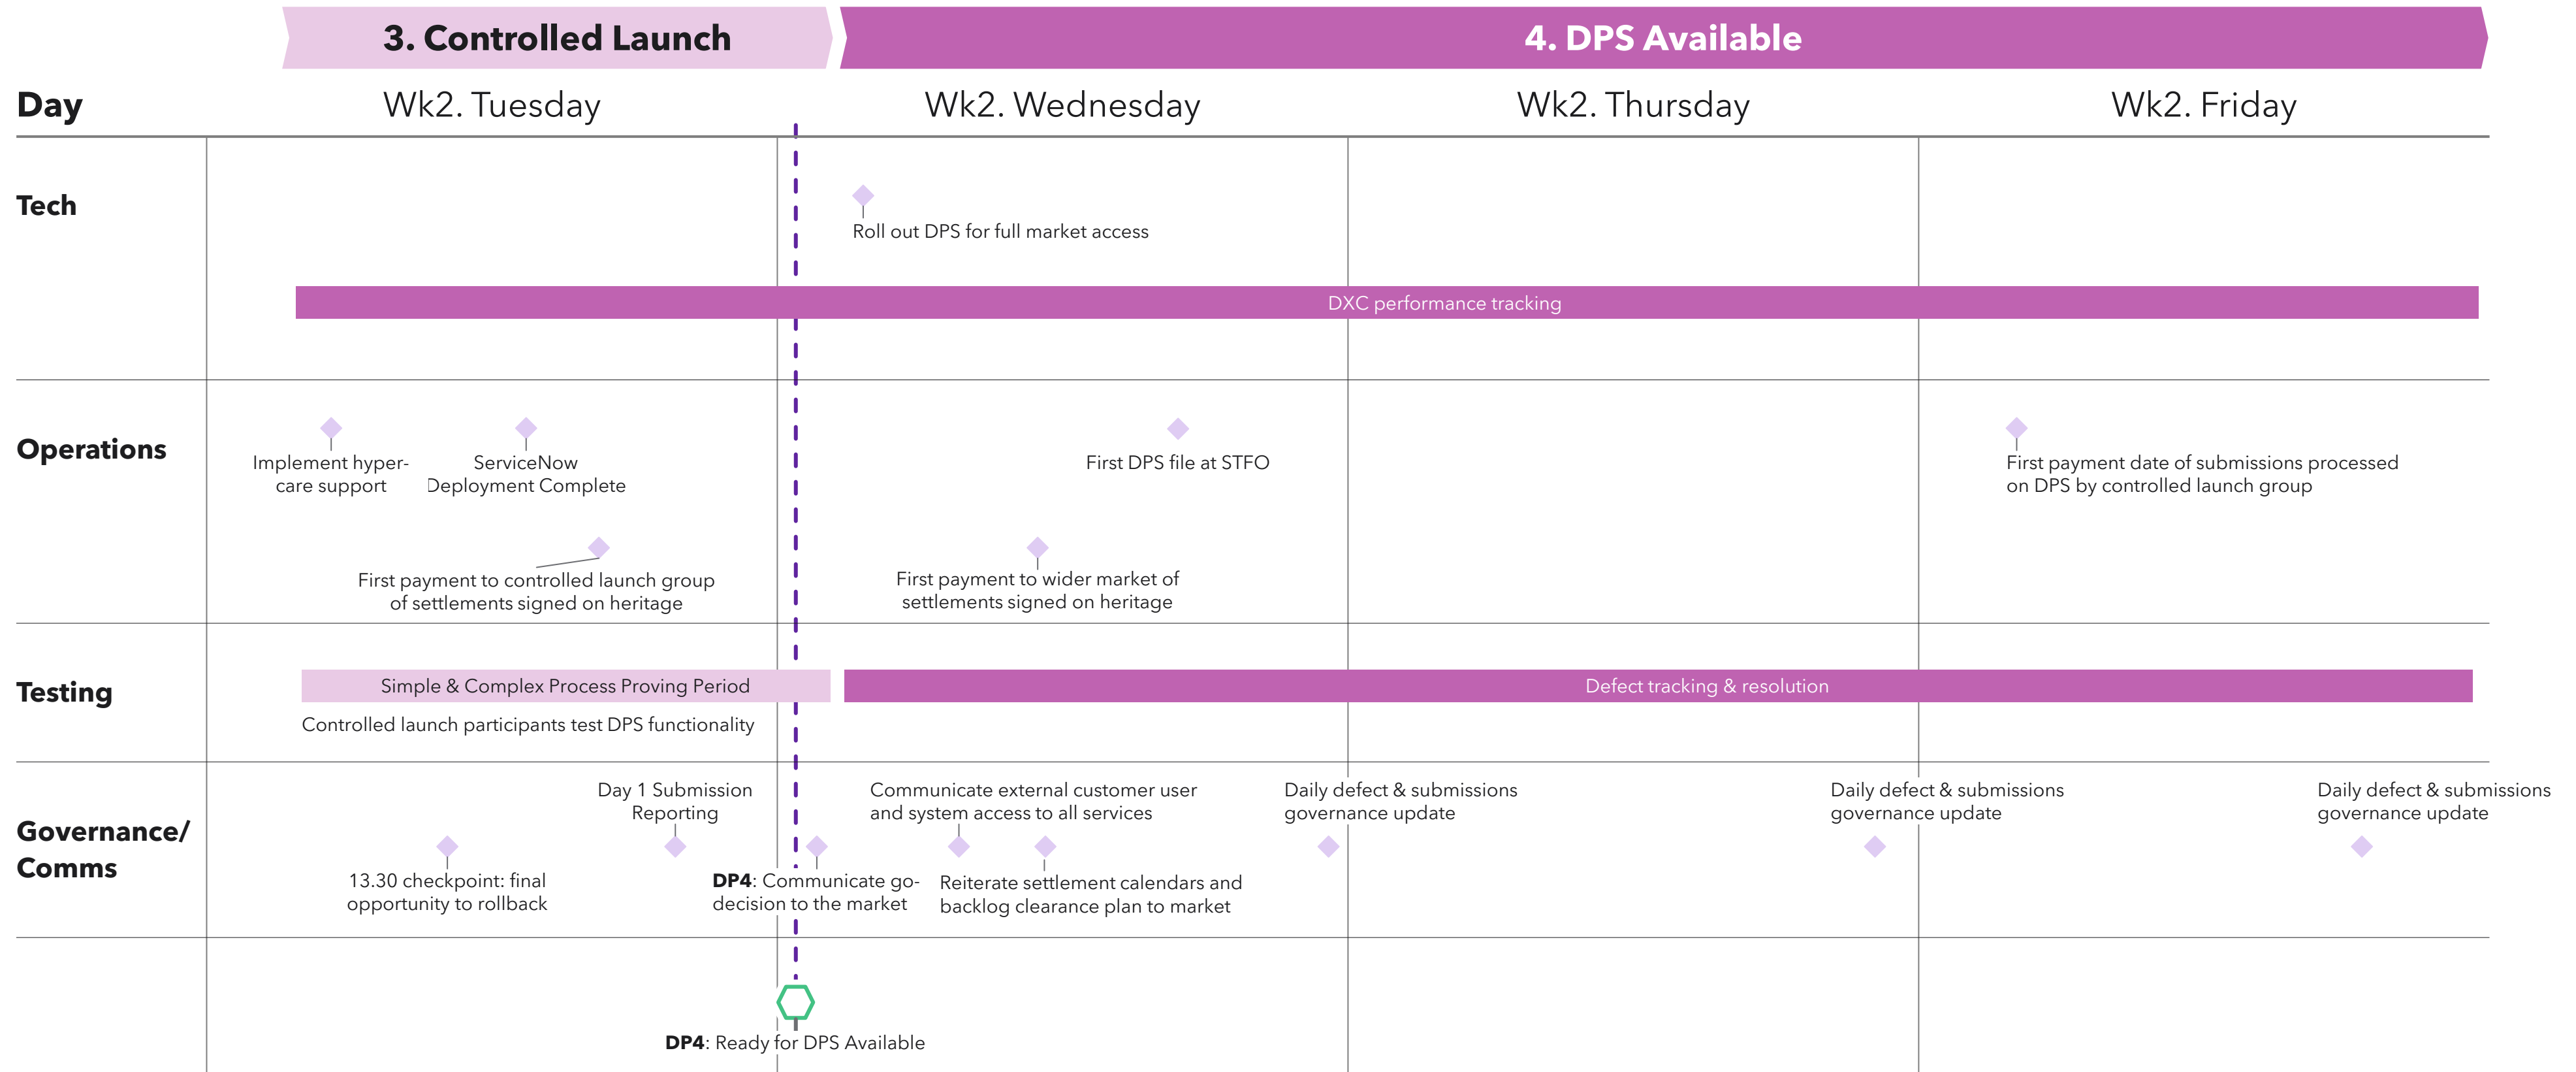 3. Controlled Launch
4. DPS Available
Day
Wk2. Tuesday
Wk2. Wednesday
Wk2. Thursday
Wk2. Friday
Tech
Roll out DPS for full market access
DXC performance tracking
Operations
Implement hyper-
care support
ServiceNow
Deployment Complete
First DPS file at STFO
First payment date of submissions processed
on DPS by controlled launch group
First payment to controlled launch group
of settlements signed on heritage
First payment to wider market of
settlements signed on heritage
Testing
Simple & Complex Process Proving Period
Defect tracking & resolution
Controlled launch participants test DPS functionality
Governance/
Comms
Day 1 Submission
Reporting
Communicate external customer user
and system access to all services
Daily defect & submissions
governance update
Daily defect & submissions
governance update
Daily defect & submissions
governance update
13.30 checkpoint: final
opportunity to rollback
DP4: Communicate go-
decision to the market
Reiterate settlement calendars and
backlog clearance plan to market
DP4: Ready for DPS Available